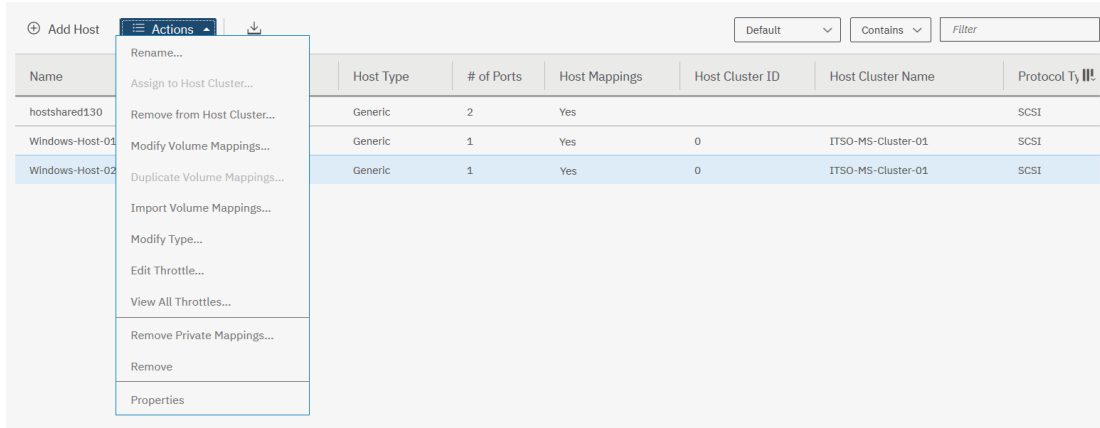 Add Host Actions Default Contains Filter
Name Host Type # of Ports Host Mappings Host Cluster ID Host Cluster Name Protocol Ty
hostshared130 Generic 2 Yes SCSI
Windows-Host-01 Generic 1 Yes 0 ITSO-MS-Cluster-01 SCSI
Windows-Host-02 Generic 1 Yes 0 ITSO-MS-Cluster-01 SCSI
Rename...
Assign to Host Cluster...
Remove from Host Cluster...
Modify Volume Mappings...
Duplicate Volume Mappings...
Import Volume Mappings...
Modify Type...
Edit Throttle...
View All Throttles...
Remove Private Mappings...
Remove
Properties